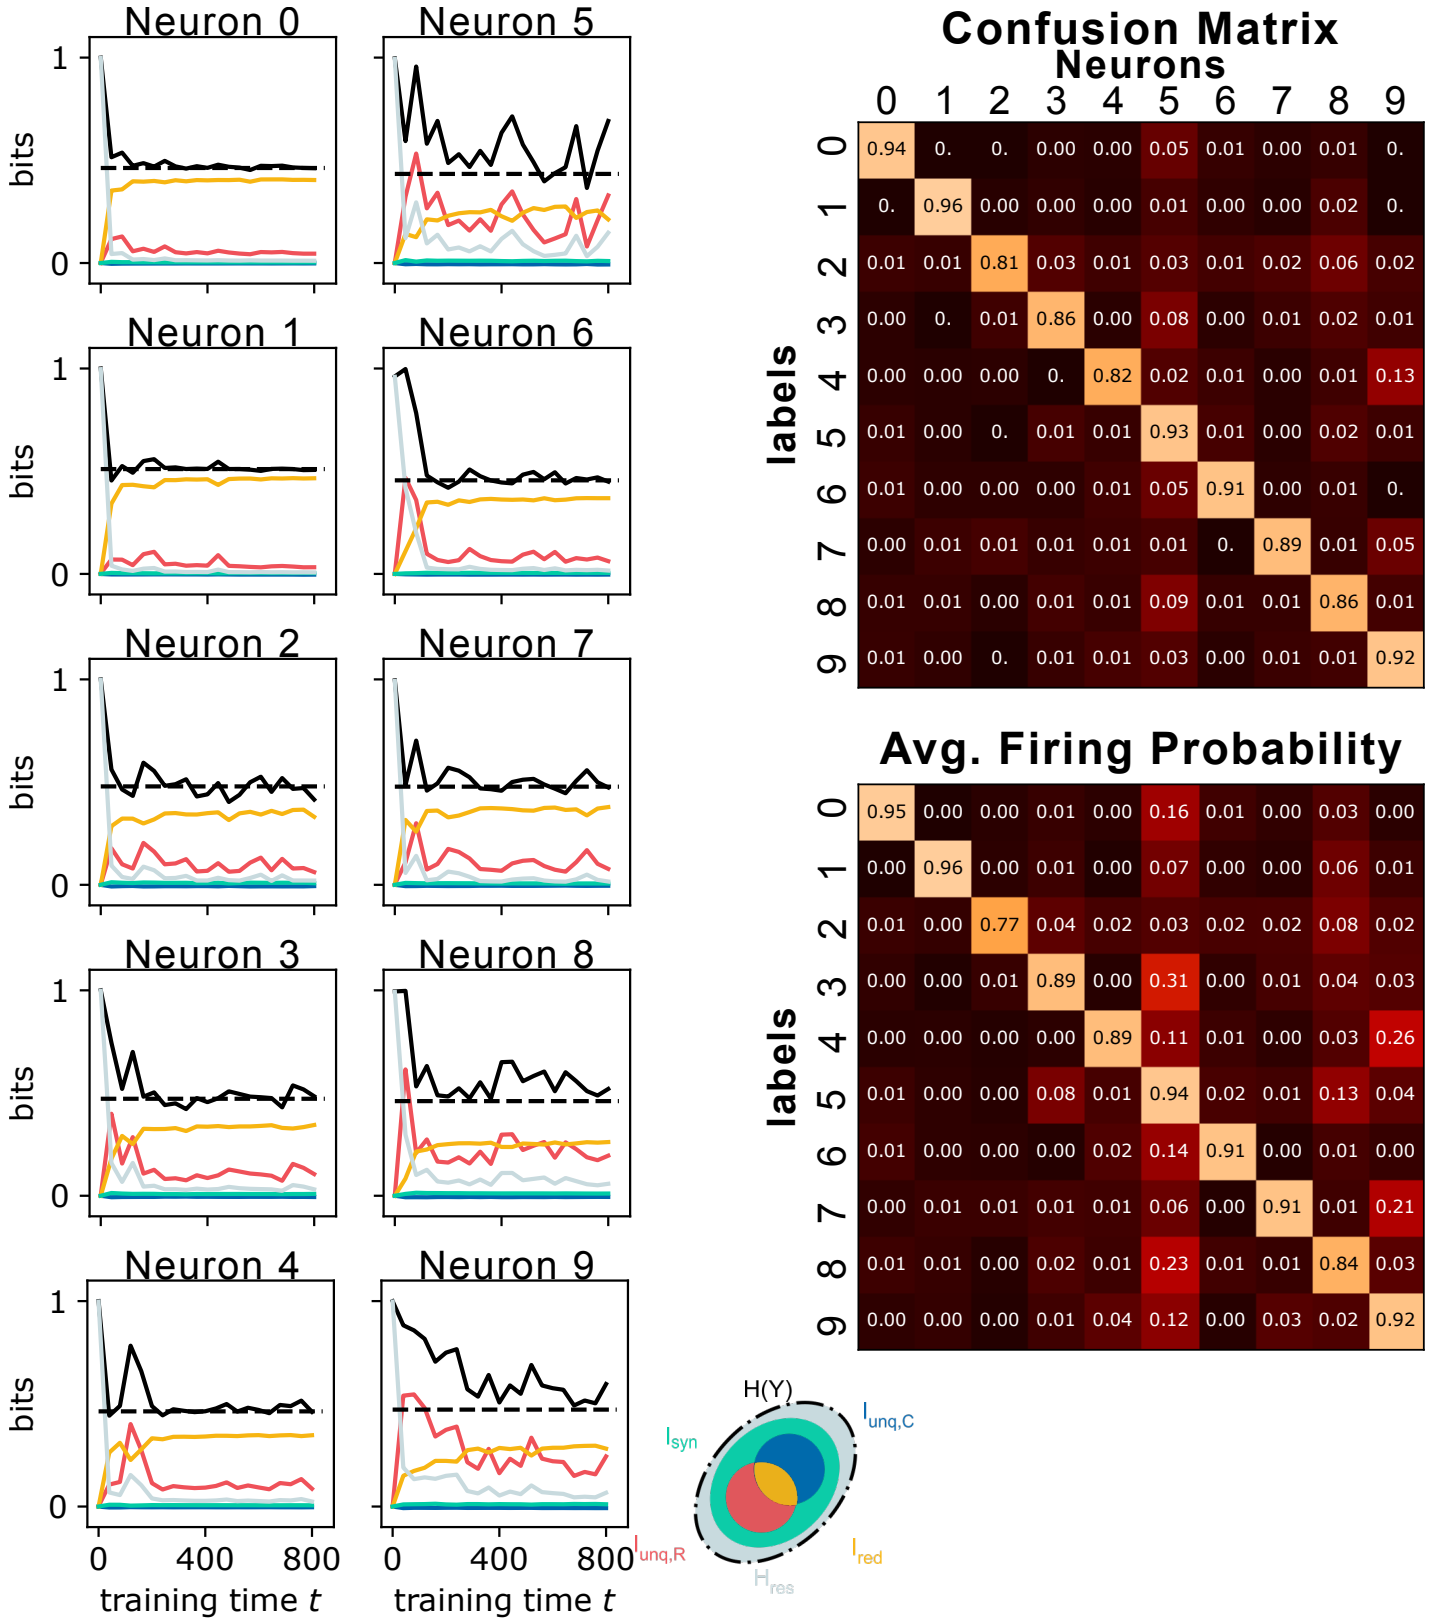 Neuron 0
Neuron 5
1
bits
0
Neuron 1
Neuron 6
1
bits
0
Neuron 2
Neuron 7
1
bits
0
Neuron 3
Neuron 8
1
bits
0
Neuron 4
Neuron 9
1
bits
0
0 400 800
0 400 800
training time t
training time t
Confusion Matrix
Neurons
0 1 2 3 4 5 6 7 8 9
labels
0 0.94 0. 0. 0.00 0.00 0.05 0.01 0.00 0.01 0.
1 0. 0.96 0.00 0.00 0.00 0.01 0.00 0.00 0.02 0.
2 0.01 0.01 0.81 0.03 0.01 0.03 0.01 0.02 0.06 0.02
3 0.00 0. 0.01 0.86 0.00 0.08 0.00 0.01 0.02 0.01
4 0.00 0.00 0.00 0. 0.82 0.02 0.01 0.00 0.01 0.13
5 0.01 0.00 0. 0.01 0.01 0.93 0.01 0.00 0.02 0.01
6 0.01 0.00 0.00 0.00 0.01 0.05 0.91 0.00 0.01 0.
7 0.00 0.01 0.01 0.01 0.01 0.01 0. 0.89 0.01 0.05
8 0.01 0.01 0.00 0.01 0.01 0.09 0.01 0.01 0.86 0.01
9 0.01 0.00 0. 0.01 0.01 0.03 0.00 0.01 0.01 0.92
Avg. Firing Probability
labels
0 0.95 0.00 0.00 0.01 0.00 0.16 0.01 0.00 0.03 0.00
1 0.00 0.96 0.00 0.01 0.00 0.07 0.00 0.00 0.06 0.01
2 0.01 0.00 0.77 0.04 0.02 0.03 0.02 0.02 0.08 0.02
3 0.00 0.00 0.01 0.89 0.00 0.31 0.00 0.01 0.04 0.03
4 0.00 0.00 0.00 0.00 0.89 0.11 0.01 0.00 0.03 0.26
5 0.01 0.00 0.00 0.08 0.01 0.94 0.02 0.01 0.13 0.04
6 0.01 0.00 0.00 0.00 0.02 0.14 0.91 0.00 0.01 0.00
7 0.00 0.01 0.01 0.01 0.01 0.06 0.00 0.91 0.01 0.21
8 0.01 0.01 0.00 0.02 0.01 0.23 0.01 0.01 0.84 0.03
9 0.00 0.00 0.00 0.01 0.04 0.12 0.00 0.03 0.02 0.92
H(Y)
I unq,C
I syn
I unq,R
I red
H res